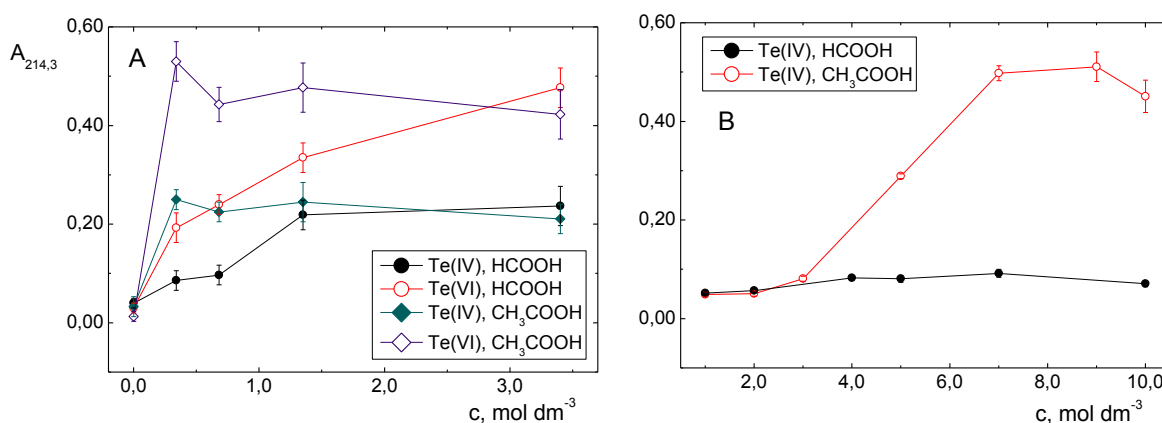 A
A214,3
0,60
0,40
0,20
0,00
Te(IV), HCOOH
Te(VI), HCOOH
Te(IV), CH3COOH
Te(VI), CH3COOH
0,0 1,0 2,0 3,0
c, mol dm-3
B
0,60
0,40
0,20
0,00
Te(IV), HCOOH
Te(IV), CH3COOH
2,0 4,0 6,0 8,0 10,0
c, mol dm-3